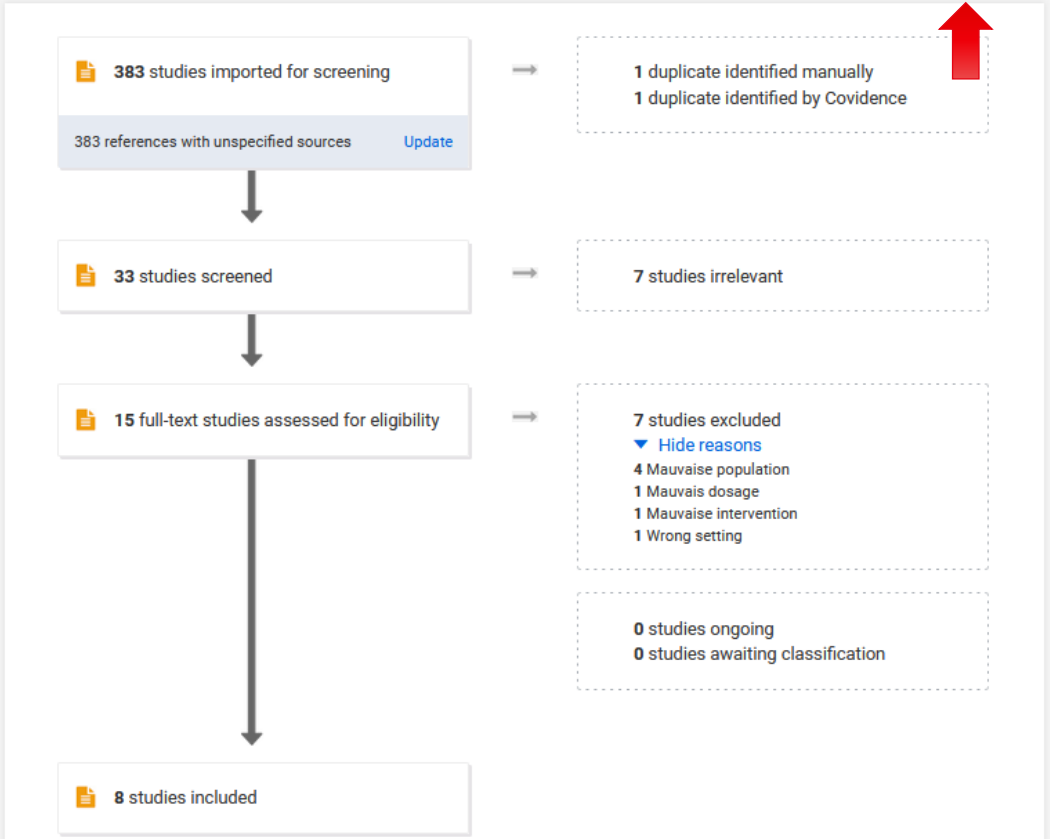 383 studies imported for screening
1 duplicate identified manually
1 duplicate identified by Covidence
383 references with unspecified sources
Update
33 studies screened
7 studies irrelevant
15 full-text studies assessed for eligibility
7 studies excluded
Hide reasons
4 Mauvaise population
1 Mauvais dosage
1 Mauvaise intervention
1 Wrong setting
0 studies ongoing
0 studies awaiting classification
8 studies included